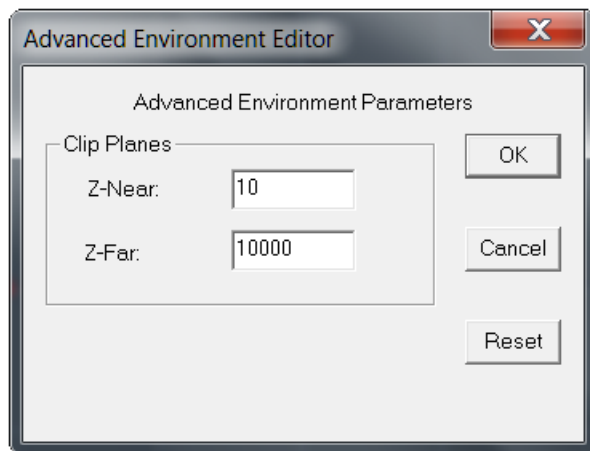 Advanced Environment Editor
X
Advanced Environment Parameters
Clip Planes
OK
Z-Near: 10
Z-Far: 10000
Cancel
Reset